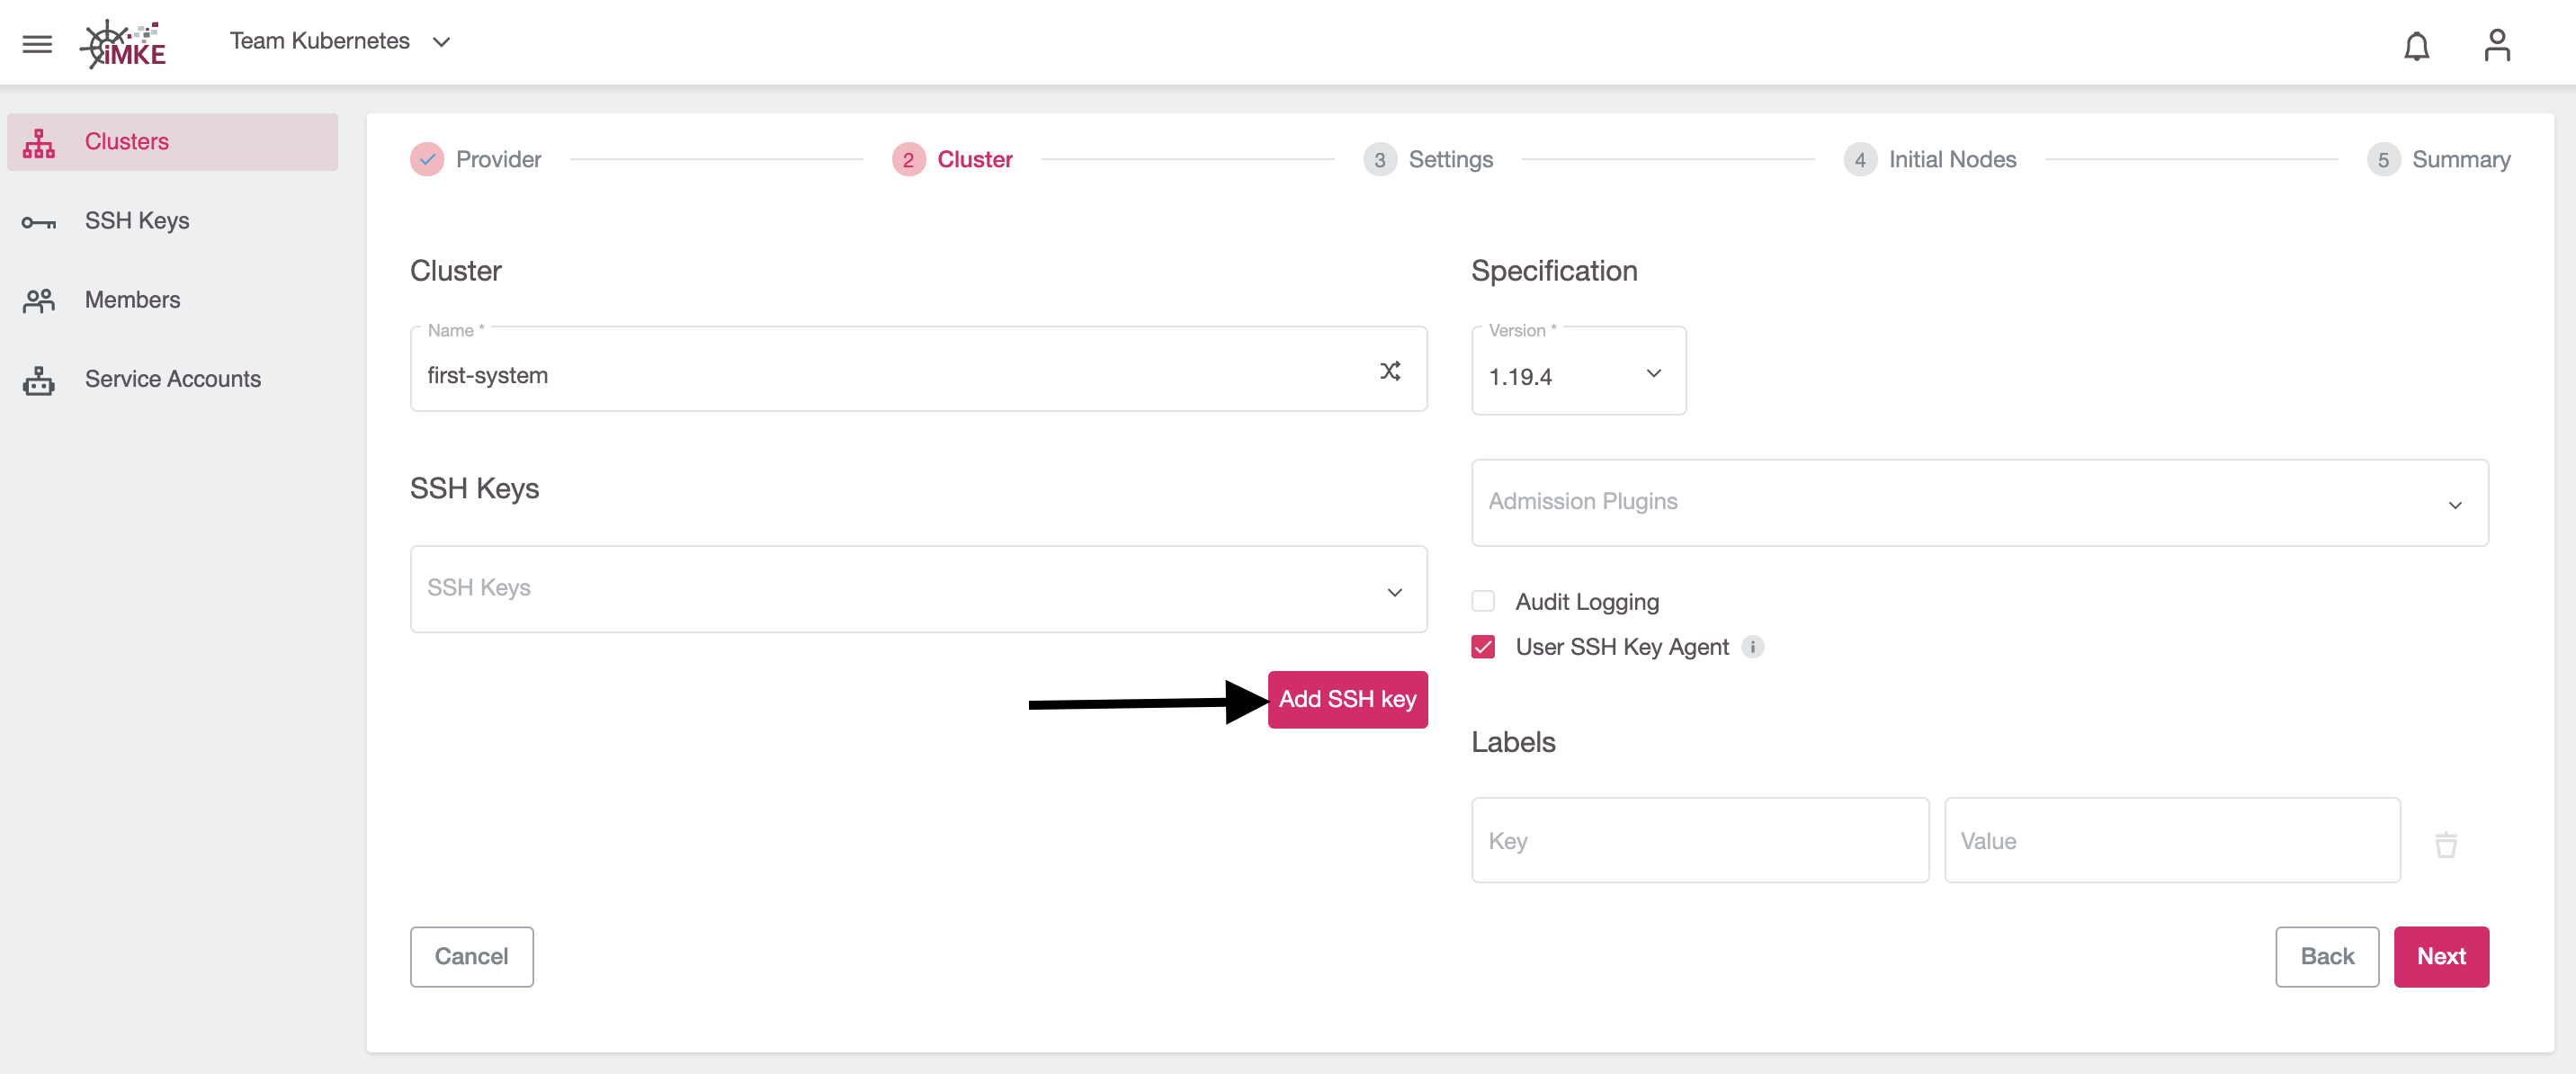 iMKE
Team Kubernetes
Clusters
SSH Keys
Members
Service Accounts
Provider
2 Cluster
3 Settings
4 Initial Nodes
5 Summary
Cluster
Name *
first-system
SSH Keys
SSH Keys
Add SSH key
Specification
Version *
1.19.4
Admission Plugins
Audit Logging
User SSH Key Agent i
Labels
Key
Value
Cancel
Back
Next